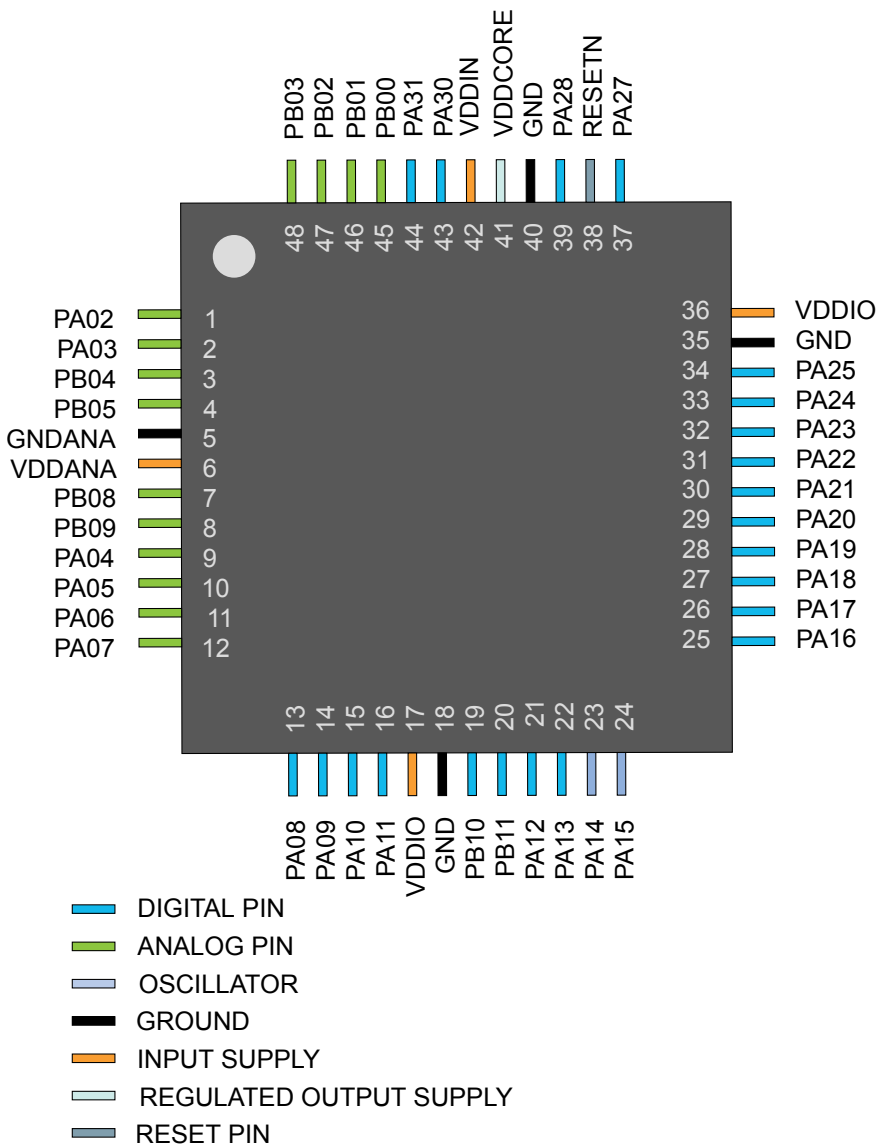 PB03 PB02 PB01 PB00 PA31 PA30 VDDIN VDDCORE GND PA28 RESETN PA27
48 47 46 45 44 43 42 41 40 39 38 37
PA02 1
PA03 2
PB04 3
PB05 4
GNDANA 5
VDDANA 6
PB08 7
PB09 8
PA04 9
PA05 10
PA06 11
PA07 12
36 VDDIO
35 GND
34 PA25
33 PA24
32 PA23
31 PA22
30 PA21
29 PA20
28 PA19
27 PA18
26 PA17
25 PA16
13 14 15 16 17 18 19 20 21 22 23 24
PA08 PA09 PA10 PA11 VDDIO GND PB10 PB11 PA12 PA13 PA14 PA15
DIGITAL PIN
ANALOG PIN
OSCILLATOR
GROUND
INPUT SUPPLY
REGULATED OUTPUT SUPPLY
RESET PIN